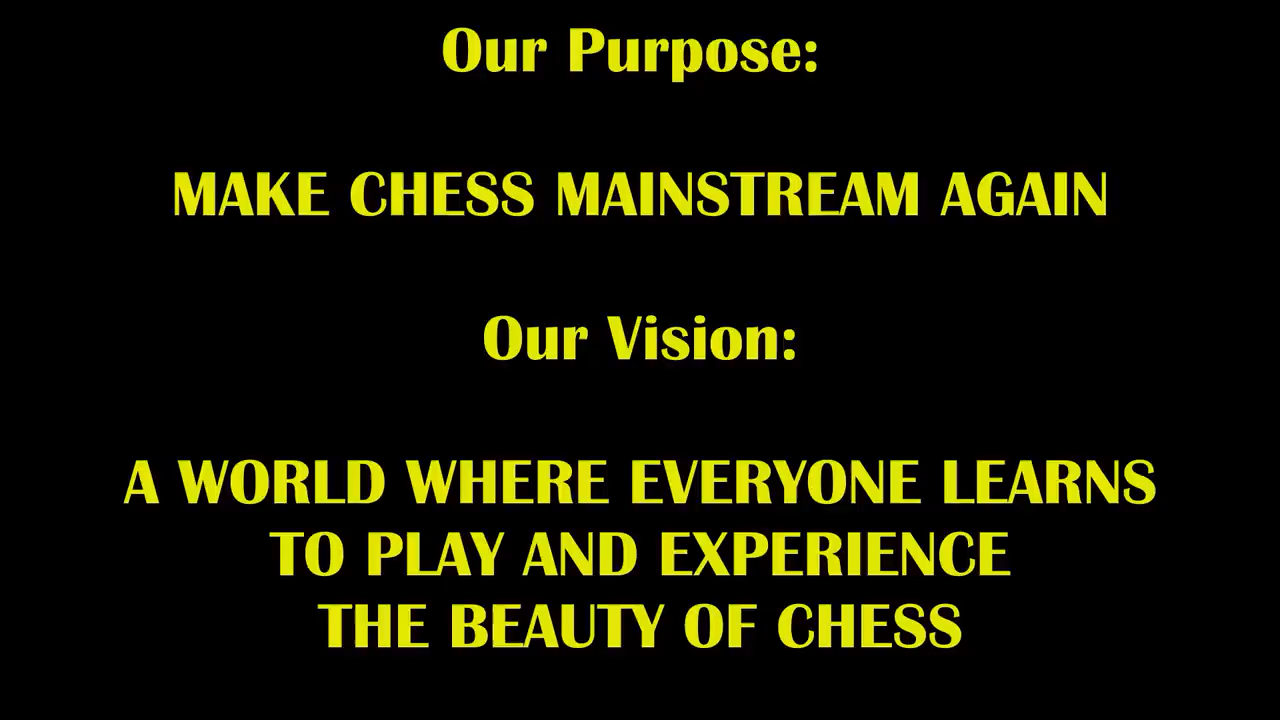 Our Purpose:
MAKE CHESS MAINSTREAM AGAIN
Our Vision:
A WORLD WHERE EVERYONE LEARNS
TO PLAY AND EXPERIENCE
THE BEAUTY OF CHESS